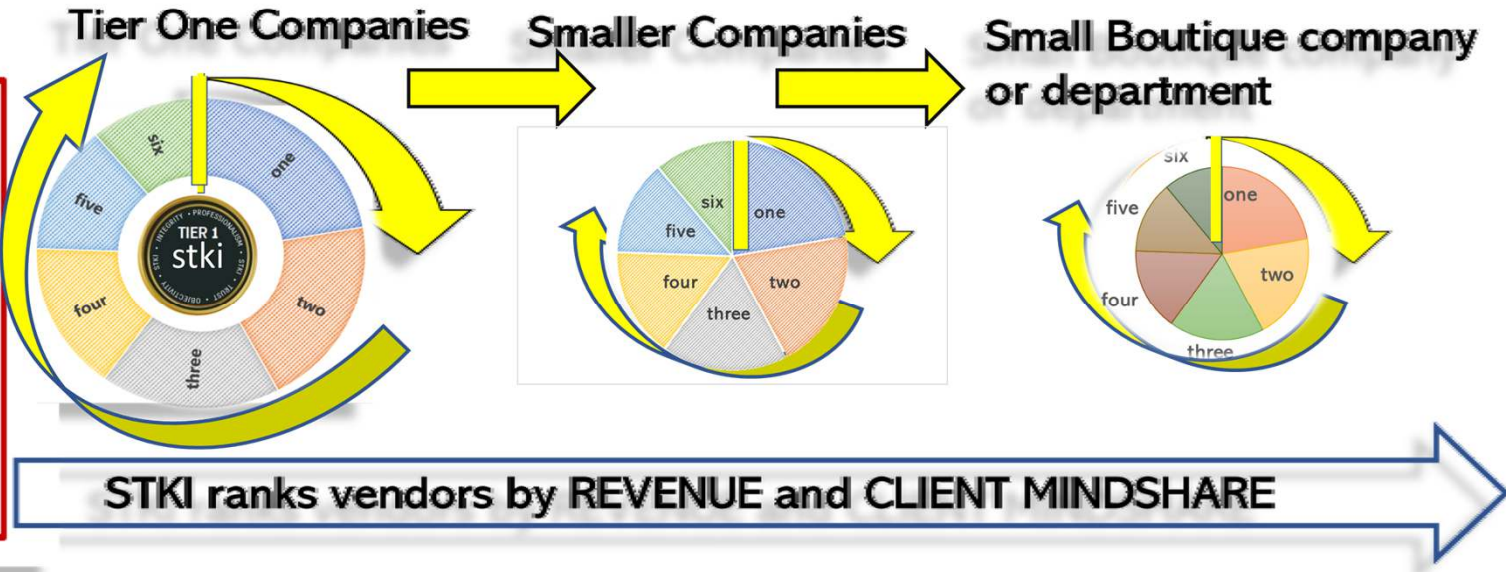 Tier One Companies
Smaller Companies
Small Boutique company
or department
one
two
three
four
five
six
INTEGRITY • PROFESSIONALISM • STKI • TRUST • OBJECTIVITY • STKI •
TIER 1
stki
one
two
three
four
five
six
one
two
three
four
five
six
STKI ranks vendors by REVENUE and CLIENT MINDSHARE